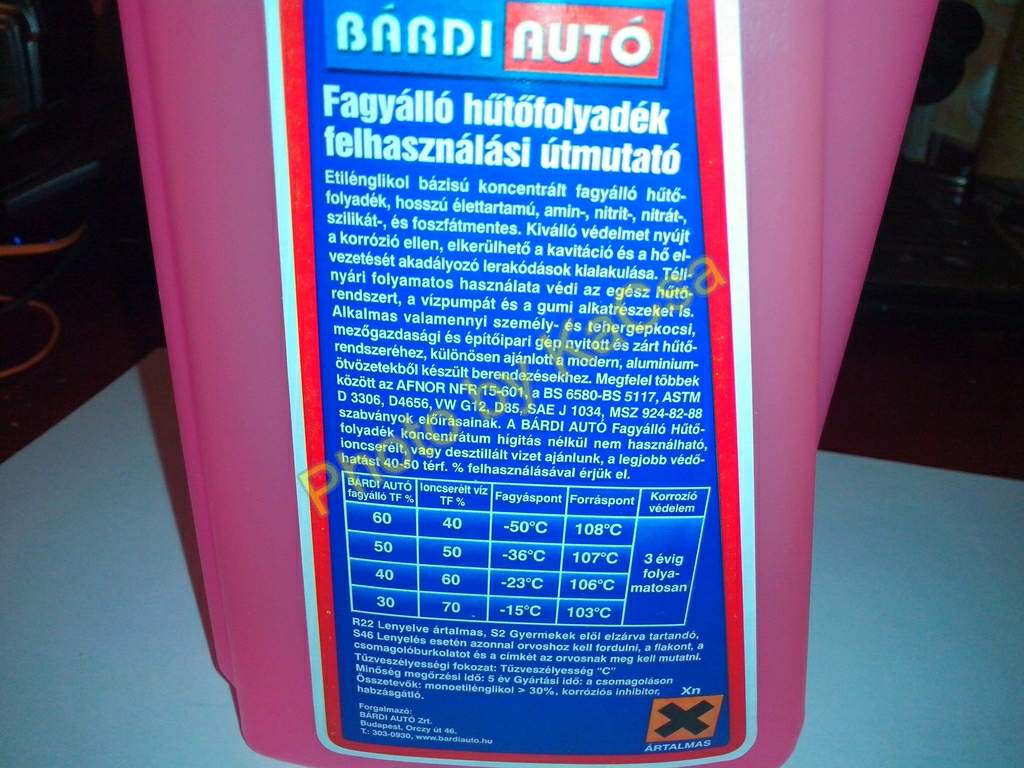 BÁRDI AUTÓ
Fagyálló hűtőfolyadék
felhasználási útmutató
Etilénglikol bázisú koncentrált fagyálló hűtő-
folyadék, hosszú élettartamú, amin-, nitrit-, nitrát-,
szilikát-, és foszfátmentes. Kiválló védelmet nyújt
a korrózió ellen, elkerülhető a kavitáció és a hő el-
vezetését akadályozó lerakódások kialakulása. Téli-
nyári folyamatos használata védi az egész hűtő-
rendszert, a vízpumpát és a gumi alkatrészeket is.
Alkalmas valamennyi személy- és tehergépkocsi,
mezőgazdasági és építőipari gép nyitott és zárt hűtő-
rendszeréhez, különösen ajánlott a modern, aluminium-
ötvözetekből készült berendezésekhez. Megfelel többek
között az AFNOR NFR 15-601, a BS 6580-BS 5117, ASTM
D 3306, D4656, VW G12, D85, SAE J 1034, MSZ 924-82-88
szabványok előírásainak. A BÁRDI AUTÓ Fagyálló Hűtő-
folyadék koncentrátum hígitás nélkül nem használható,
ioncserélt, vagy desztillált vizet ajánlunk, a legjobb védő-
hatást 40-50 térf. % felhasználásával érjük el.
BÁRDI AUTÓ fagyálló TF % Ioncserélt víz TF % Fagyáspont Forráspont Korrozió védelem
60 40 -50°C 108°C
50 50 -36°C 107°C
40 60 -23°C 106°C
30 70 -15°C 103°C
3 évig
folya-
matosan
R22 Lenyelve ártalmas, S2 Gyermekek elől elzárva tartandó,
S46 Lenyelés esetén azonnal orvoshoz kell fordulni, a flakont, a
csomagolóburkolatot és a címkét az orvosnak meg kell mutatni.
Tűzveszélyességi fokozat: Tűzveszélyesség "C"
Minőség megőrzési idő: 5 év Gyártási idő: a csomagoláson
Összetevők: monoetilénglikol > 30%, korróziós inhibitor,
habzásgátló.
Xn
ÁRTALMAS
Forgalmazó:
BÁRDI AUTÓ Zrt.
Budapest, Orczy út 46.
T.: 303-0930, www.bardiauto.hu
Photo by KaCsa